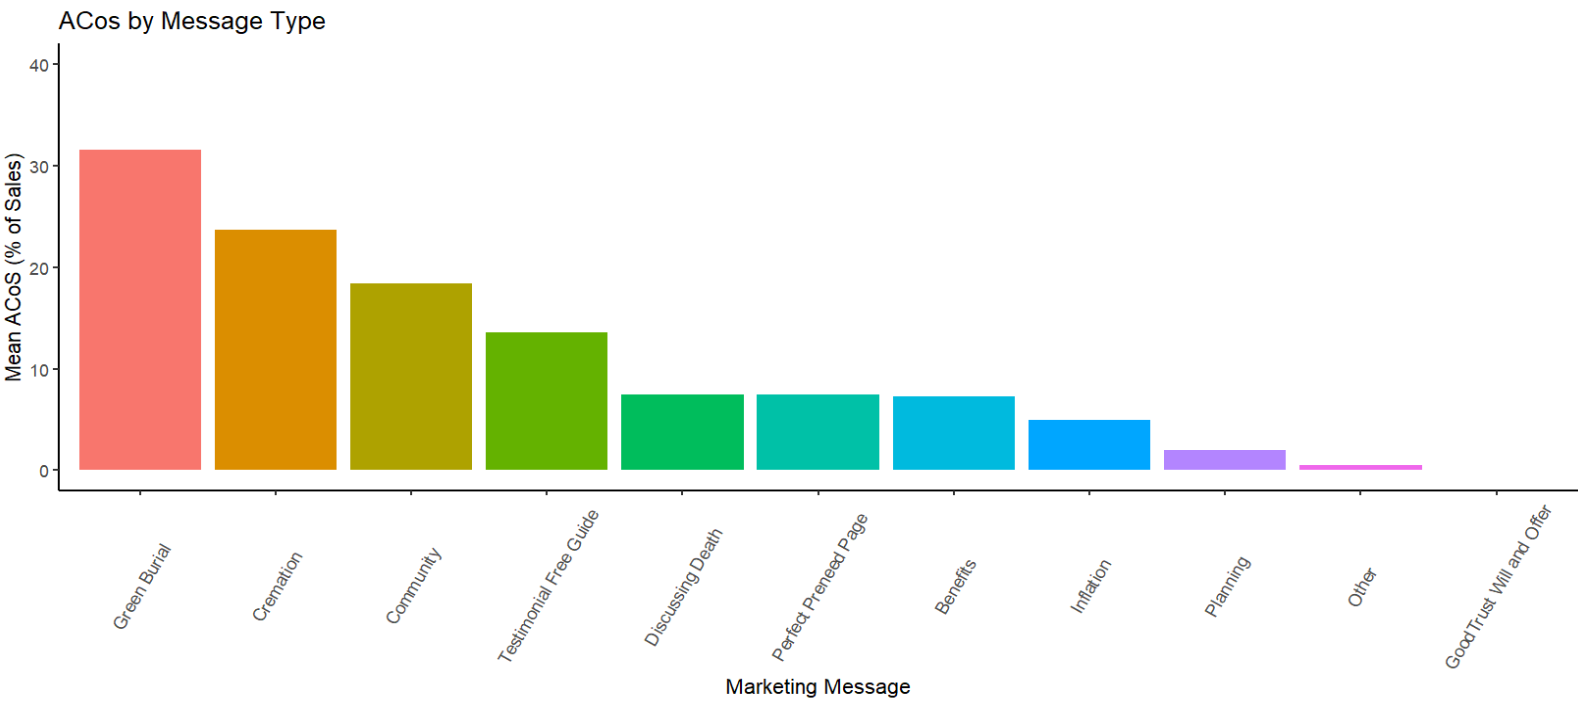 ACos by Message Type
40
30
20
10
0
Mean ACoS (% of Sales)
Green Burial
Cremation
Community
Testimonial Free Guide
Discussing Death
Perfect Preneed Page
Benefits
Inflation
Planning
Other
GoodTrust Will and Offer
Marketing Message